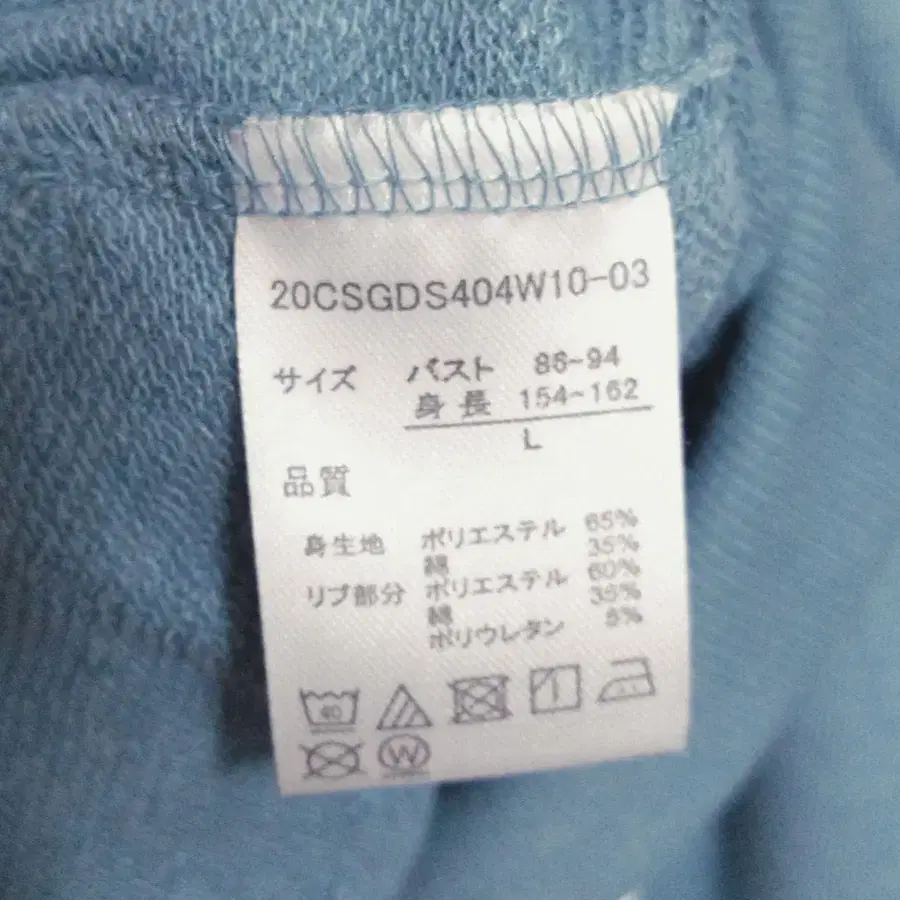 20CSGDS404W10-03
サイズ バスト 86~94
身長 154~162
L
品質
身生地 ポリエステル 65%
綿 35%
リブ部分 ポリエステル 60%
綿 35%
ポリウレタン 5%
40
W